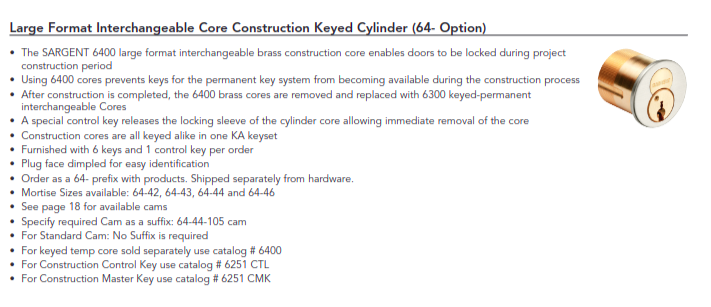 Large Format Interchangeable Core Construction Keyed Cylinder (64- Option)
• The SARGENT 6400 large format interchangeable brass construction core enables doors to be locked during project
construction period
• Using 6400 cores prevents keys for the permanent key system from becoming available during the construction process
• After construction is completed, the 6400 brass cores are removed and replaced with 6300 keyed-permanent
interchangeable Cores
• A special control key releases the locking sleeve of the cylinder core allowing immediate removal of the core
• Construction cores are all keyed alike in one KA keyset
• Furnished with 6 keys and 1 control key per order
• Plug face dimpled for easy identification
• Order as a 64- prefix with products. Shipped separately from hardware.
• Mortise Sizes available: 64-42, 64-43, 64-44 and 64-46
• See page 18 for available cams
• Specify required Cam as a suffix: 64-44-105 cam
• For Standard Cam: No Suffix is required
• For keyed temp core sold separately use catalog # 6400
• For Construction Control Key use catalog # 6251 CTL
• For Construction Master Key use catalog # 6251 CMK